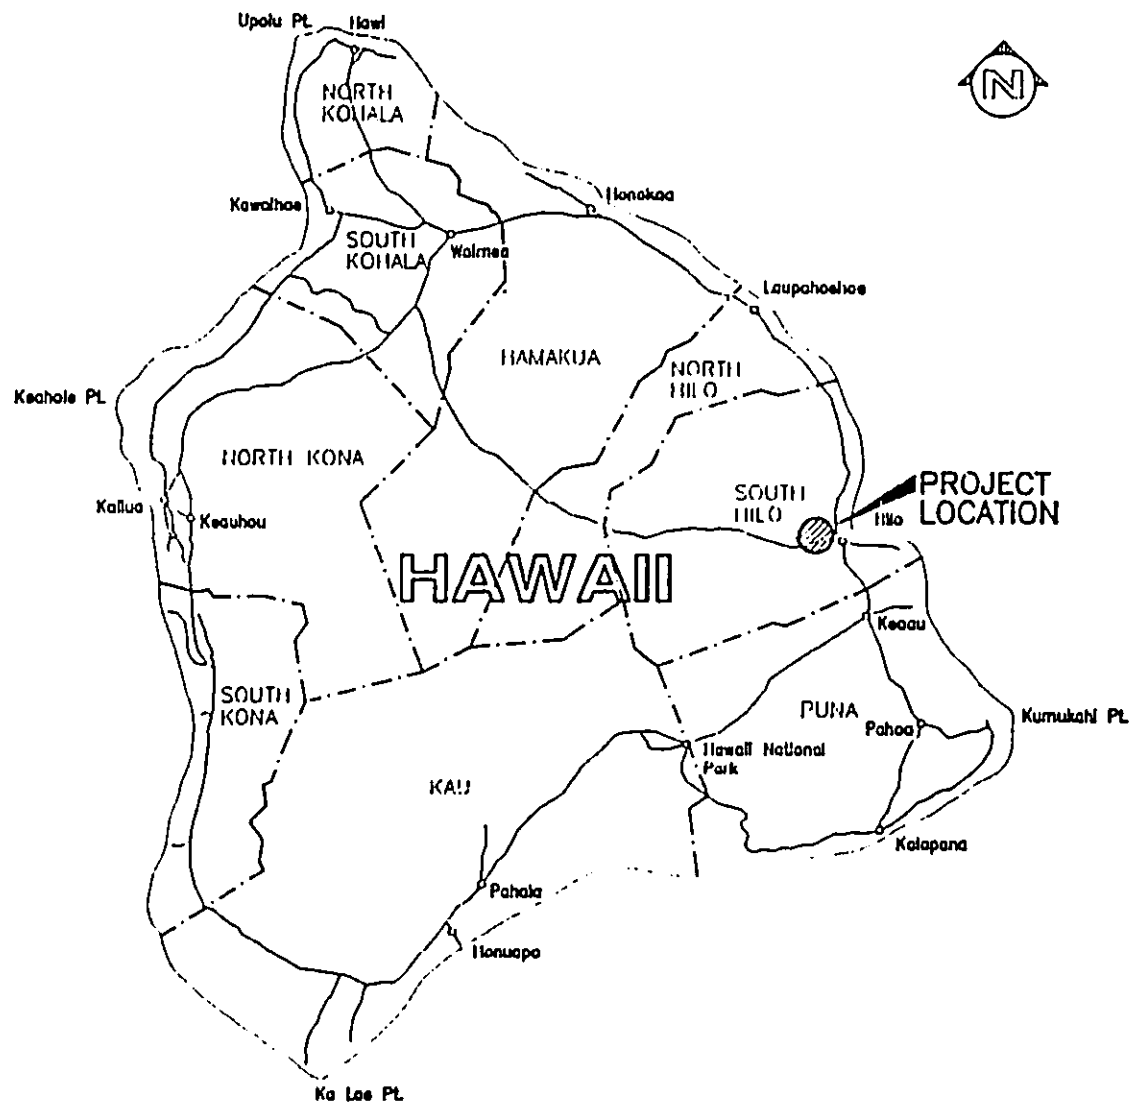 Upolu Pt.
Hawi
N
NORTH
KOHALA
Honokaa
Kawaihae
SOUTH
KOHALA
Waimea
Laupahoehoe
HAMAKUA
NORTH
HILO
Keahole Pt.
NORTH KONA
SOUTH
HILO
PROJECT
LOCATION
Hilo
Kailua
Keauhou
HAWAII
Keaau
SOUTH
KONA
PUNA
Kumukahi Pt.
Pahoa
Hawaii National
Park
KAU
Kalapana
Pahala
Honuapo
Ka Lae Pt.